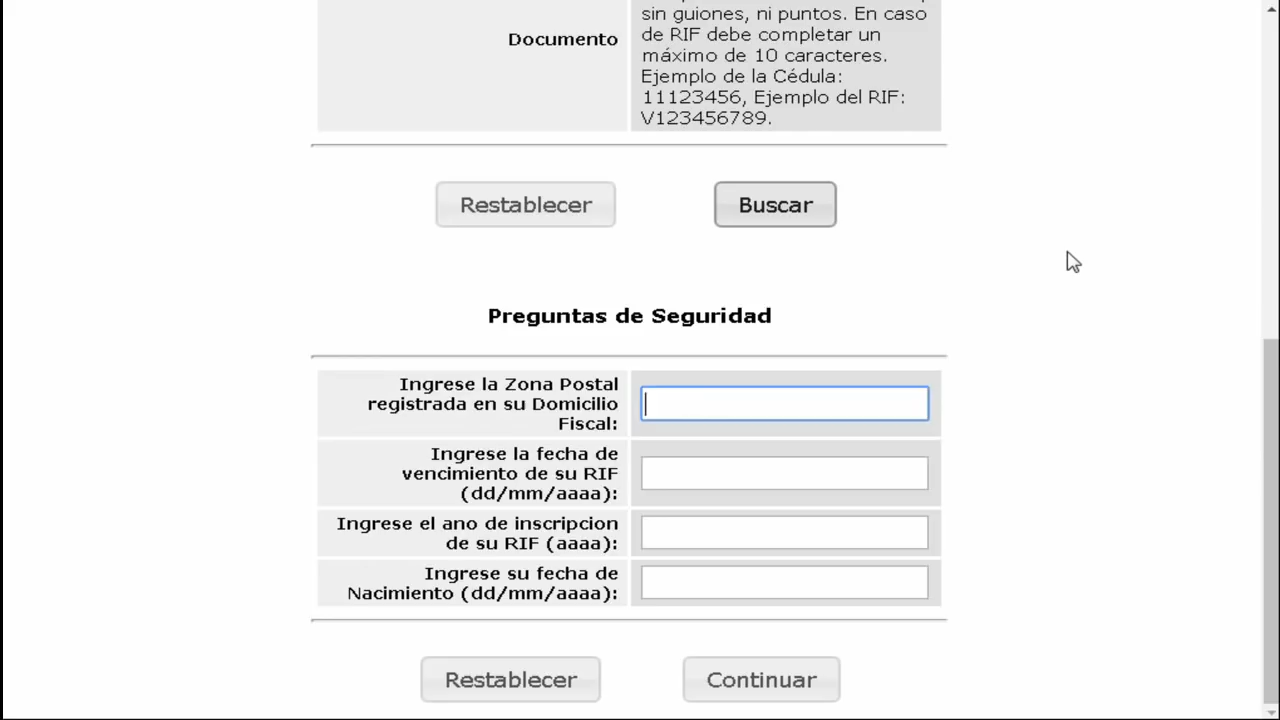 sin guiones, ni puntos. En caso
de RIF debe completar un
Documento
máximo de 10 caracteres.
Ejemplo de la Cédula:
11123456, Ejemplo del RIF:
V123456789.
Restablecer
Buscar
Preguntas de Seguridad
Ingrese la Zona Postal
registrada en su Domicilio
Fiscal:
Ingrese la fecha de
vencimiento de su RIF
(dd/mm/aaaa):
Ingrese el ano de inscripcion
de su RIF (aaaa):
Ingrese su fecha de
Nacimiento (dd/mm/aaaa):
Restablecer
Continuar